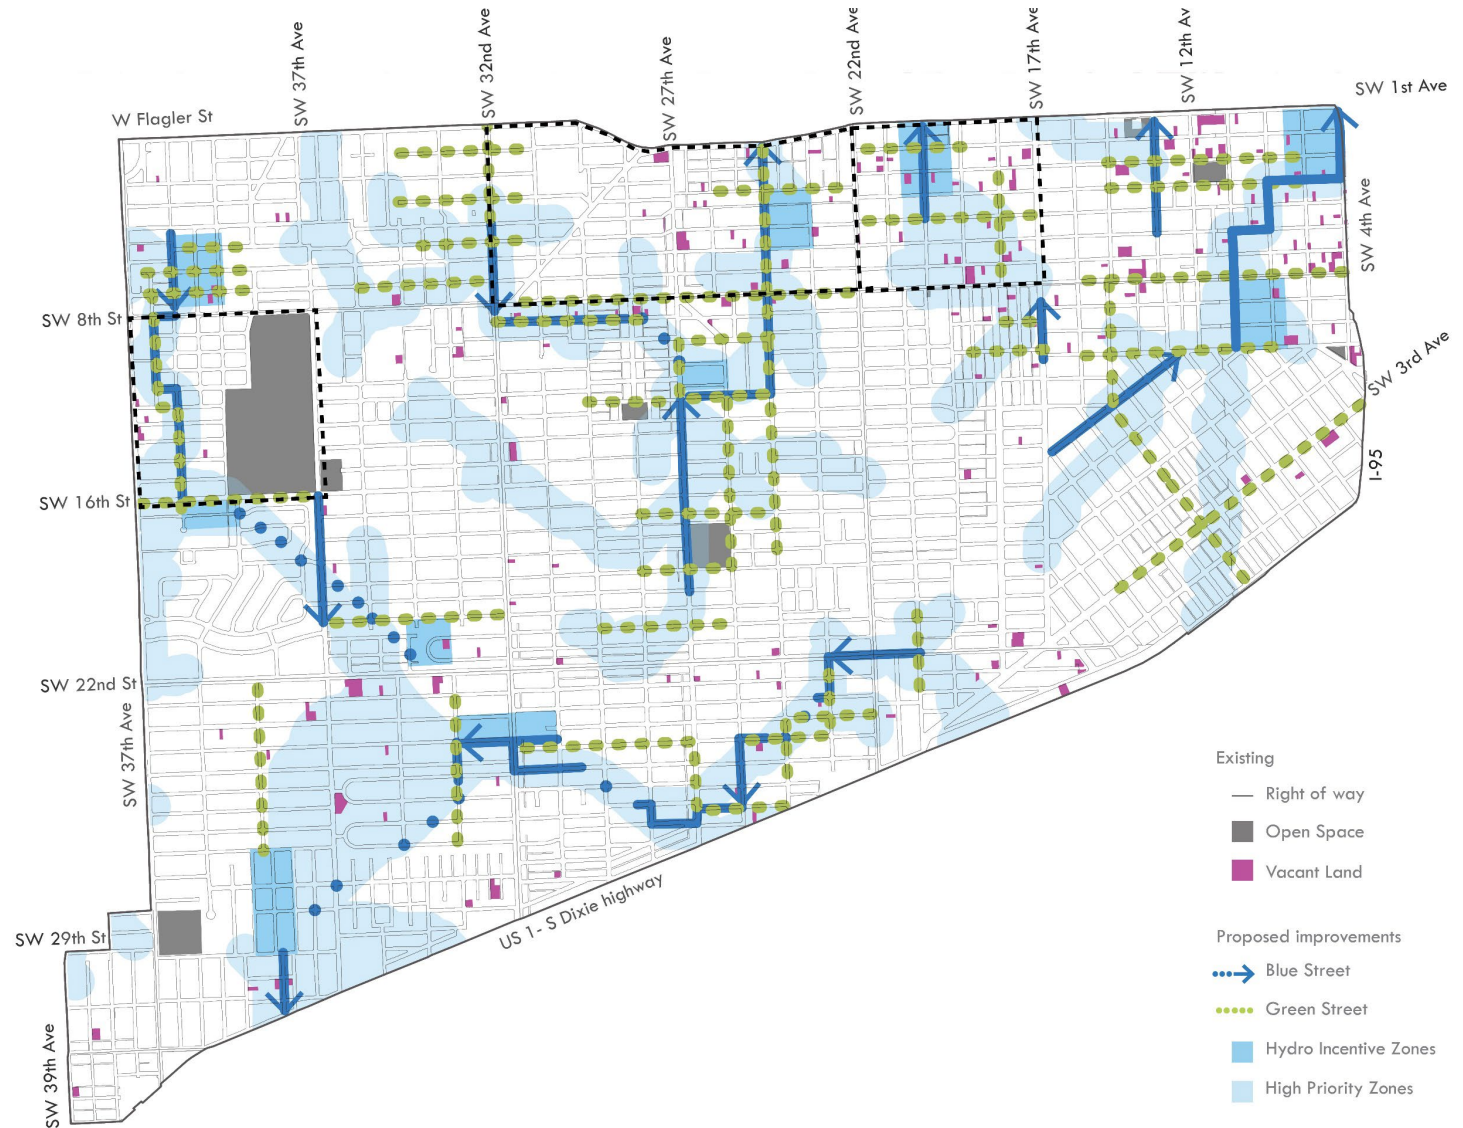 SW 37th Ave
SW 32nd Ave
SW 27th Ave
SW 22nd Ave
SW 17th Ave
SW 12th Av
SW 1st Ave
W Flagler St
SW 4th Ave
SW 8th St
SW 3rd Ave
I-95
SW 16th St
SW 22nd St
SW 37th Ave
US 1- S Dixie highway
SW 29th St
SW 39th Ave
Existing
Right of way
Open Space
Vacant Land
Proposed improvements
Blue Street
Green Street
Hydro Incentive Zones
High Priority Zones